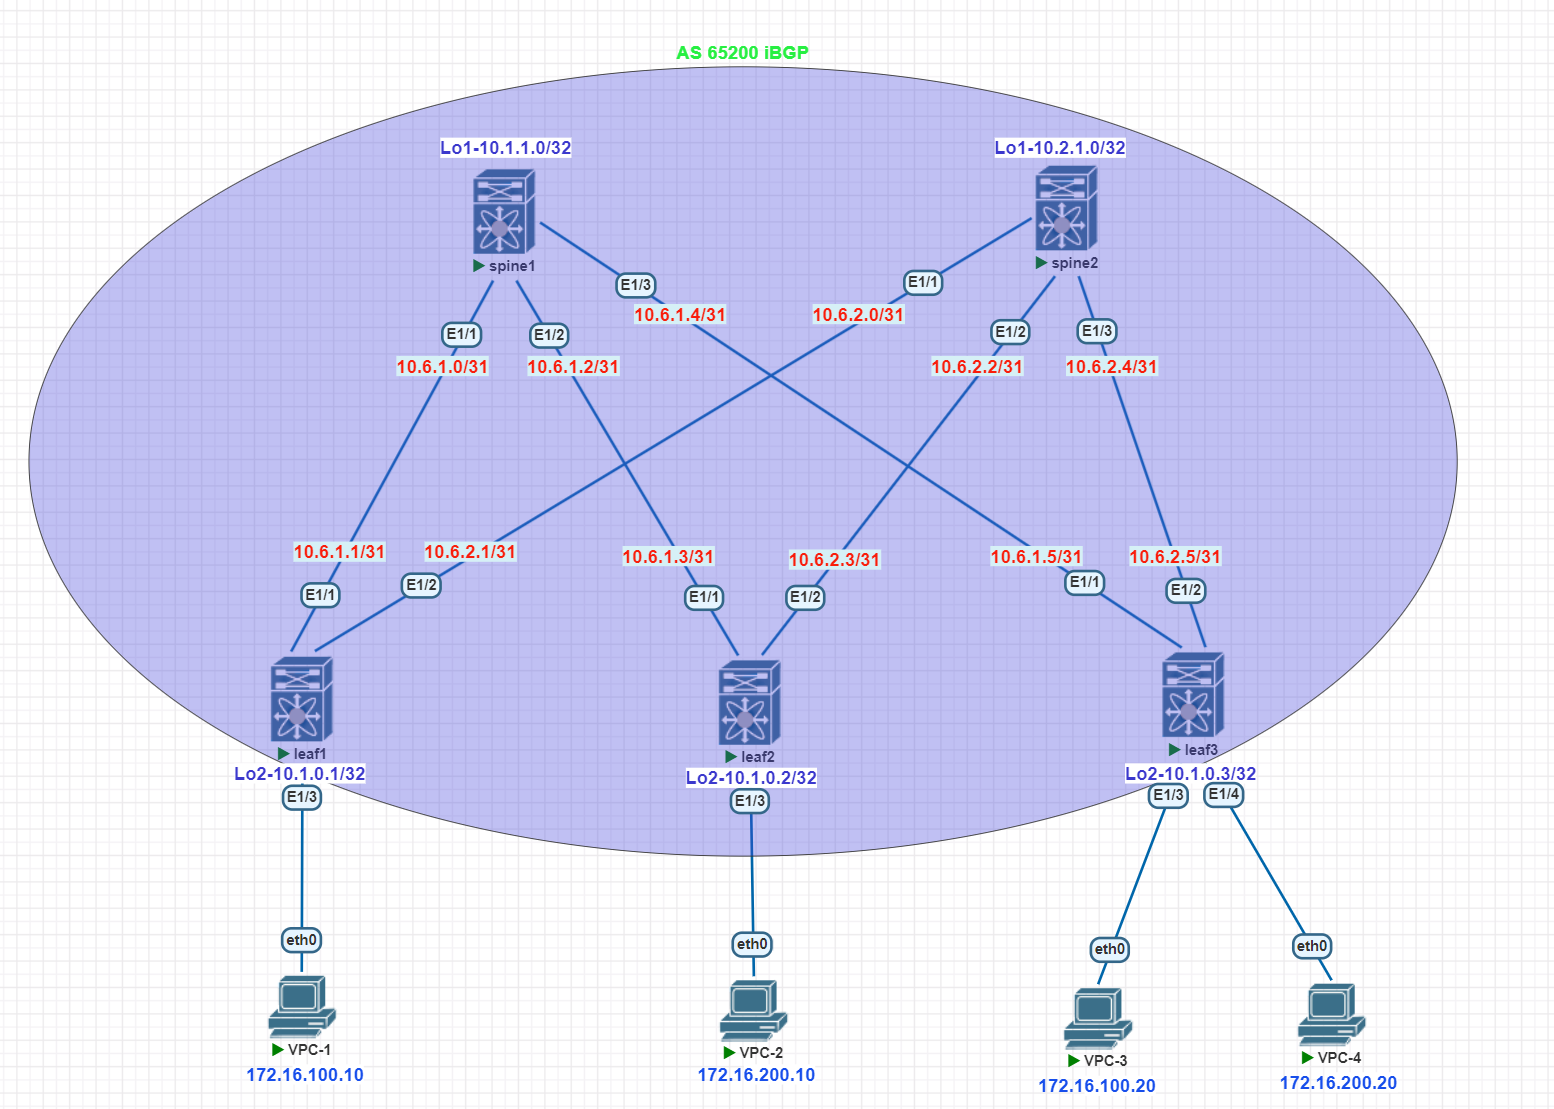 AS 65200 iBGP
Lo1-10.1.1.0/32
Lo1-10.2.1.0/32
spine1
spine2
E1/3
E1/1
10.6.1.4/31
10.6.2.0/31
E1/1
E1/2
E1/2
E1/3
10.6.1.0/31
10.6.1.2/31
10.6.2.2/31
10.6.2.4/31
10.6.1.1/31
10.6.2.1/31
10.6.1.3/31
10.6.2.3/31
10.6.1.5/31
10.6.2.5/31
E1/1
E1/2
E1/1
E1/2
E1/1
E1/2
leaf1
leaf2
leaf3
Lo2-10.1.0.1/32
Lo2-10.1.0.2/32
Lo2-10.1.0.3/32
E1/3
E1/3
E1/3
E1/4
eth0
eth0
eth0
eth0
VPC-1
VPC-2
VPC-3
VPC-4
172.16.100.10
172.16.200.10
172.16.100.20
172.16.200.20